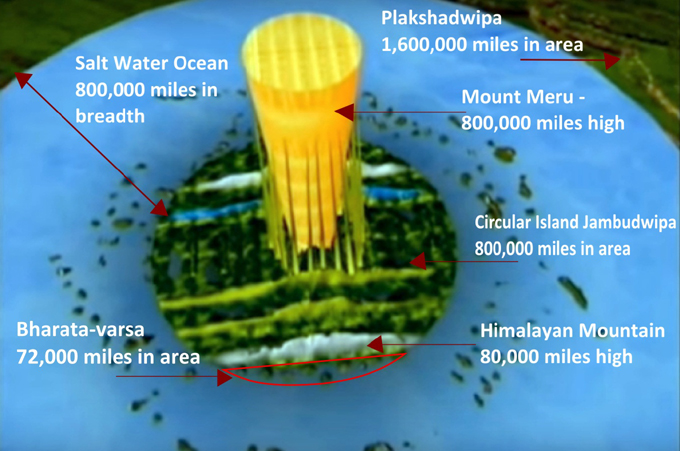 Plakshadwipa
1,600,000 miles in area
Salt Water Ocean
800,000 miles in
breadth
Mount Meru -
800,000 miles high
Circular Island Jambudwipa
800,000 miles in area
Bharata-varsa
72,000 miles in area
Himalayan Mountain
80,000 miles high